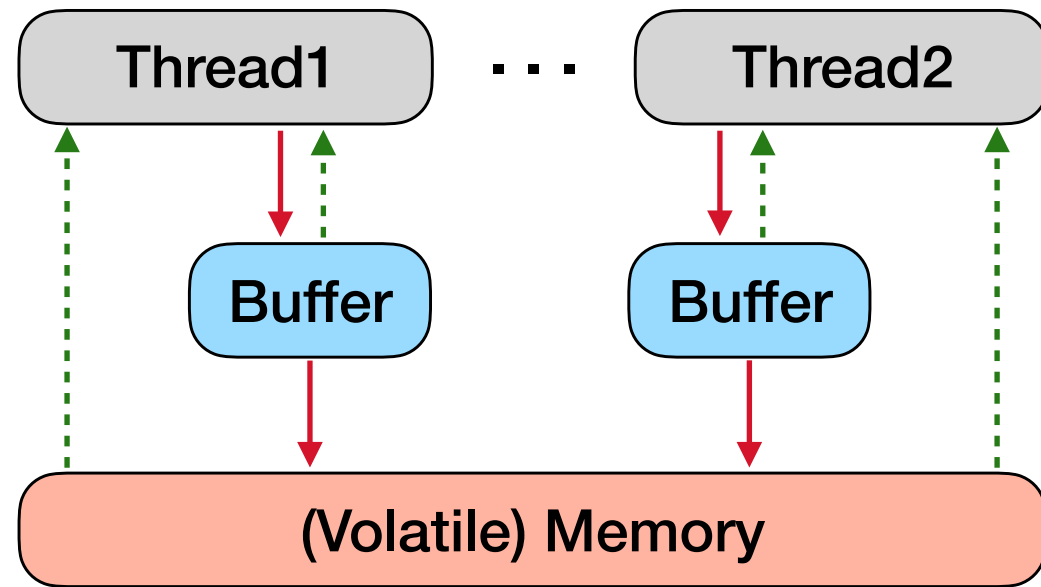 Thread1 ... Thread2
Buffer Buffer
(Volatile) Memory